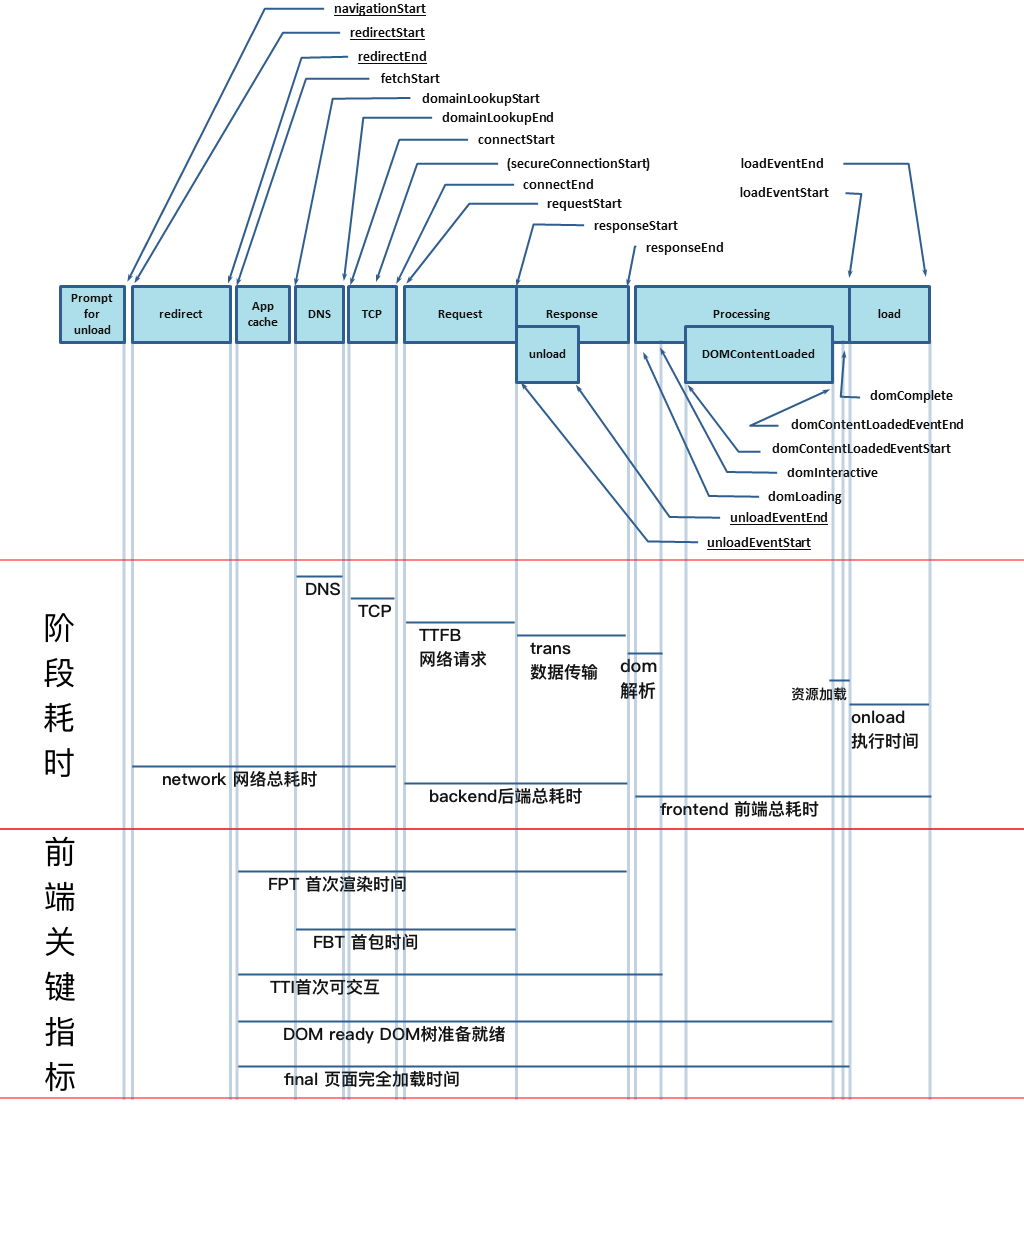 navigationStart
redirectStart
redirectEnd
fetchStart
domainLookupStart
domainLookupEnd
connectStart
(secureConnectionStart)
loadEventEnd
connectEnd
loadEventStart
requestStart
responseStart
responseEnd
Prompt
for
unload
redirect
App
cache
DNS
TCP
Request
Response
Processing
load
unload
DOMContentLoaded
domComplete
domContentLoadedEventEnd
domContentLoadedEventStart
domInteractive
domLoading
unloadEventEnd
unloadEventStart
阶
段
耗
时
DNS
TCP
TTFB
网络请求
trans
数据传输
dom
解析
资源加载
onload
执行时间
network 网络总耗时
backend后端总耗时
frontend 前端总耗时
前
端
关
键
指
标
FPT 首次渲染时间
FBT 首包时间
TTI首次可交互
DOM ready DOM树准备就绪
final 页面完全加载时间